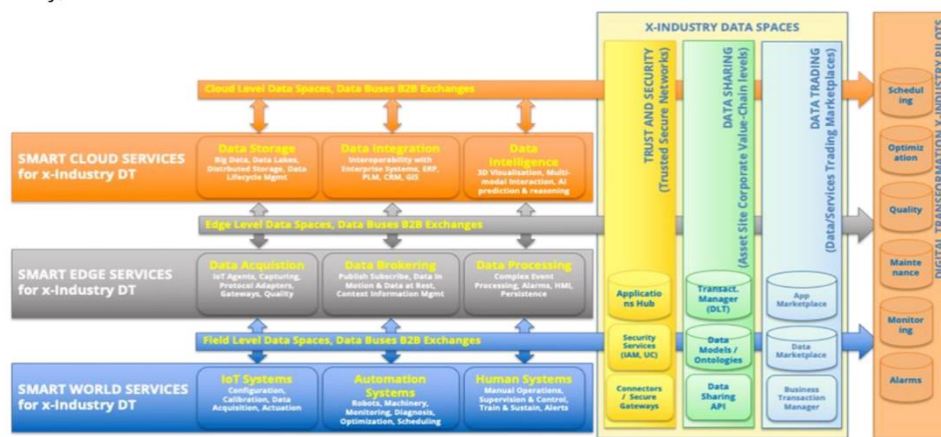 X-INDUSTRY DATA SPACES
Cloud Level Data Spaces, Data Buses B2B Exchanges
SMART CLOUD SERVICES
for x-Industry DT
Data Storage
Big Data, Data Lakes,
Distributed Storage, Data
Lifecycle Mgmt
Data Integration
Interoperability with
Enterprise Systems, ERP,
PLM, CRM, GIS
Data
Intelligence
3D Visualisation, Multi-
modal Interaction, AI
prediction & reasoning
Edge Level Data Spaces, Data Buses B2B Exchanges
SMART EDGE SERVICES
for x-Industry DT
Data Acquistion
IoT Agents, Capturing,
Protocol Adapters,
Gateways, Quality
Data Brokering
Publish Subscribe, Data in
Motion & Data at Rest,
Context Information Mgmt
Data Processing
Complex Event
Processing, Alarms, HMI,
Persistence
Field Level Data Spaces, Data Buses B2B Exchanges
SMART WORLD SERVICES
for x-Industry DT
IoT Systems
Configuration,
Calibration, Data
Acquisition, Actuation
Automation
Systems
Robots, Machinery,
Monitoring, Diagnosis,
Optimization, Scheduling
Human Systems
Manual Operations,
Supervision & Control,
Train & Sustain, Alerts
TRUST AND SECURITY
(Trusted Secure Networks)
Applicatio
ns Hub
Security
Services
(IAM, UC)
Connectors
/ Secure
Gateways
DATA SHARING
(Asset Site Corporate Value-Chain levels)
Transact.
Manager
(DLT)
Data
Models /
Ontologies
Data
Sharing
API
DATA TRADING
(Data/Services Trading Marketplaces)
App
Marketplace
Data
Marketplace
Business
Transaction
Manager
DIGITAL TRANSFORMATION X-INDUSTRY PILOTS
Schedul
ing
Optimiz
ation
Quality
Mainte
nance
Monitor
ing
Alarms